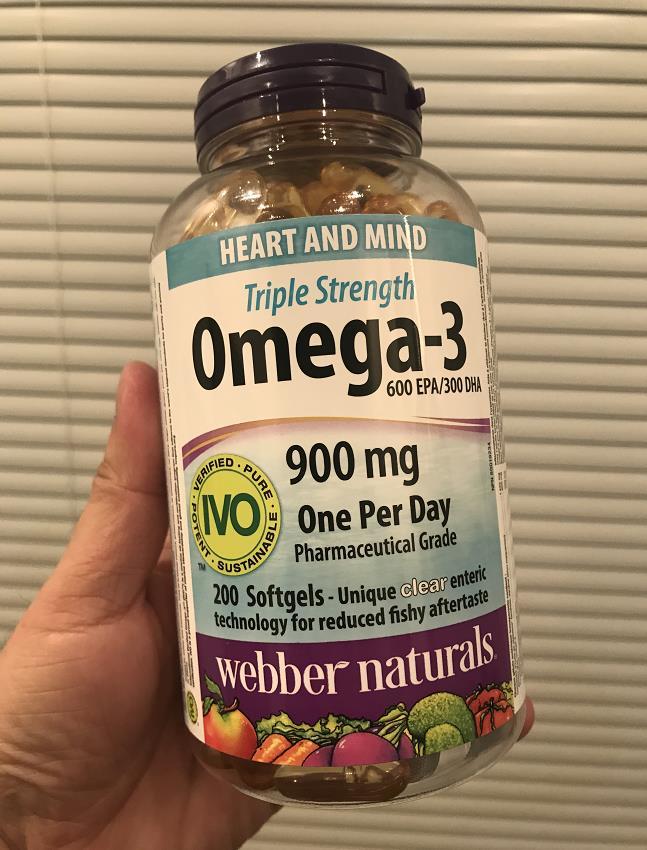 HEART AND MIND
Triple Strength
Omega-3
600 EPA/300 DHA
900 mg
VERIFIED · PURE · SUSTAINABLE · POTENT ·
IVO
TM
One Per Day
Pharmaceutical Grade
200 Softgels - Unique clear enteric
technology for reduced fishy aftertaste
webber naturals